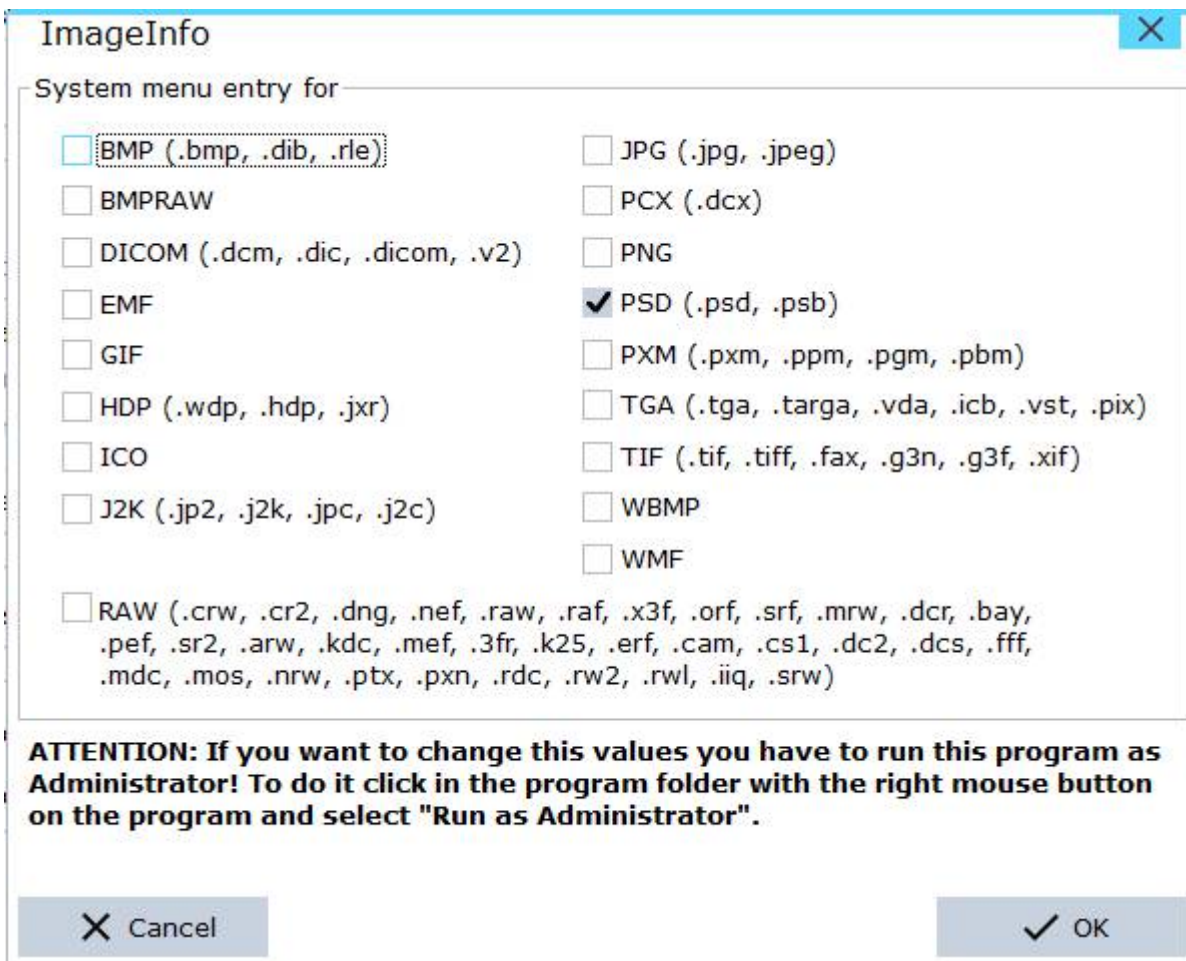 ImageInfo
System menu entry for
BMP (.bmp, .dib, .rle)
BMPRAW
DICOM (.dcm, .dic, .dicom, .v2)
EMF
GIF
HDP (.wdp, .hdp, .jxr)
ICO
J2K (.jp2, .j2k, .jpc, .j2c)
JPG (.jpg, .jpeg)
PCX (.dcx)
PNG
PSD (.psd, .psb)
PXM (.pxm, .ppm, .pgm, .pbm)
TGA (.tga, .targa, .vda, .icb, .vst, .pix)
TIF (.tif, .tiff, .fax, .g3n, .g3f, .xif)
WBMP
WMF
RAW (.crw, .cr2, .dng, .nef, .raw, .raf, .x3f, .orf, .srf, .mrw, .dcr, .bay,
.pef, .sr2, .arw, .kdc, .mef, .3fr, .k25, .erf, .cam, .cs1, .dc2, .dcs, .fff,
.mdc, .mos, .nrw, .ptx, .pxn, .rdc, .rw2, .rwl, .iiq, .srw)
ATTENTION: If you want to change this values you have to run this program as
Administrator! To do it click in the program folder with the right mouse button
on the program and select "Run as Administrator".
Cancel
OK